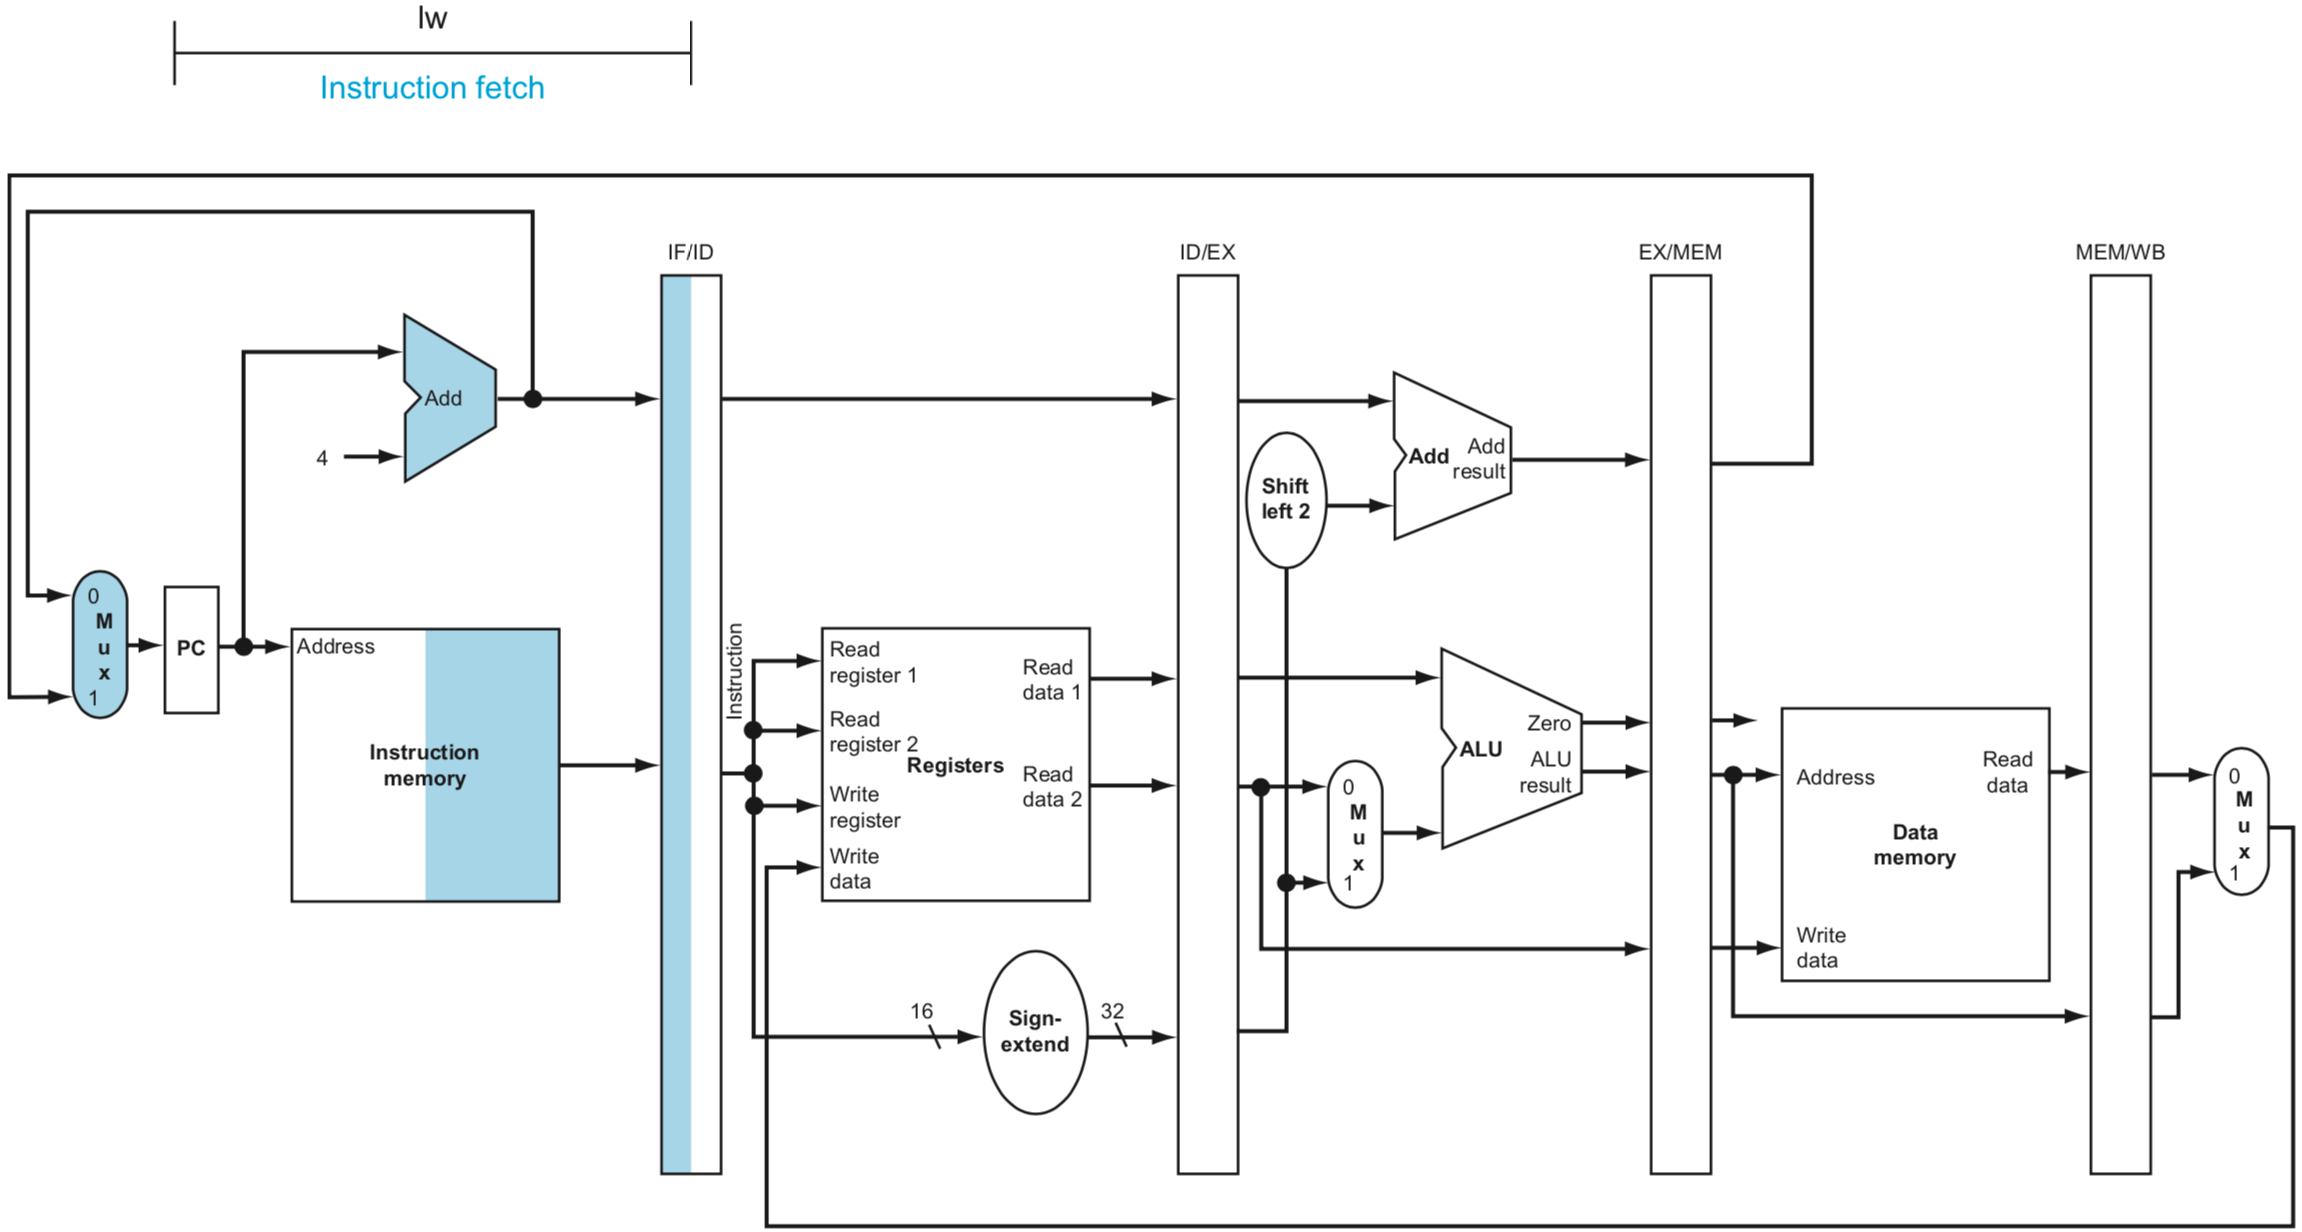 lw
Instruction fetch
IF/ID
ID/EX
EX/MEM
MEM/WB
Add
4
Add
Add
result
Shift
left 2
0
M
u
x
1
PC
Address
Instruction
memory
Instruction
Read
register 1
Read
register 2
Write
register
Write
data
Registers
Read
data 1
Read
data 2
16
Sign-
extend
32
0
M
u
x
1
Zero
ALU
ALU
result
Address
Read
data
Data
memory
Write
data
0
M
u
x
1